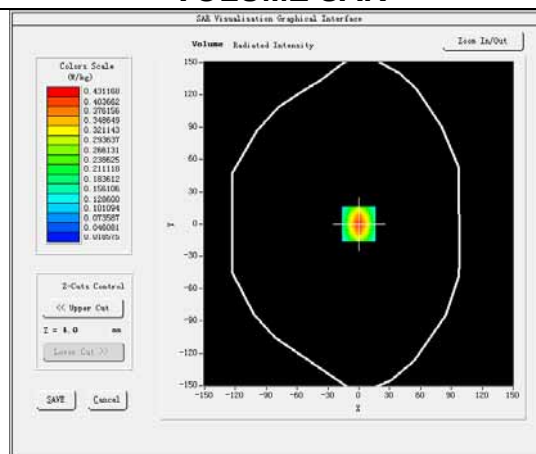 VOLUME SAR
SAR Visualisation Graphical Interface
Volume Radiated Intensity
Zoom In/Out
Colors Scale
(W/kg)
0.431168
0.403662
0.376156
0.348649
0.321143
0.293637
0.266131
0.238625
0.211118
0.183612
0.156106
0.128600
0.101094
0.073587
0.046081
0.018575
Z-Cuts Control
<< Upper Cut
Z = 4.0 mm
Lower Cut >>
SAVE
Cancel
150
120
90
60
30
0
-30
-60
-90
-120
-150
Y
-150 -120 -90 -60 -30 0 30 60 90 120 150
X